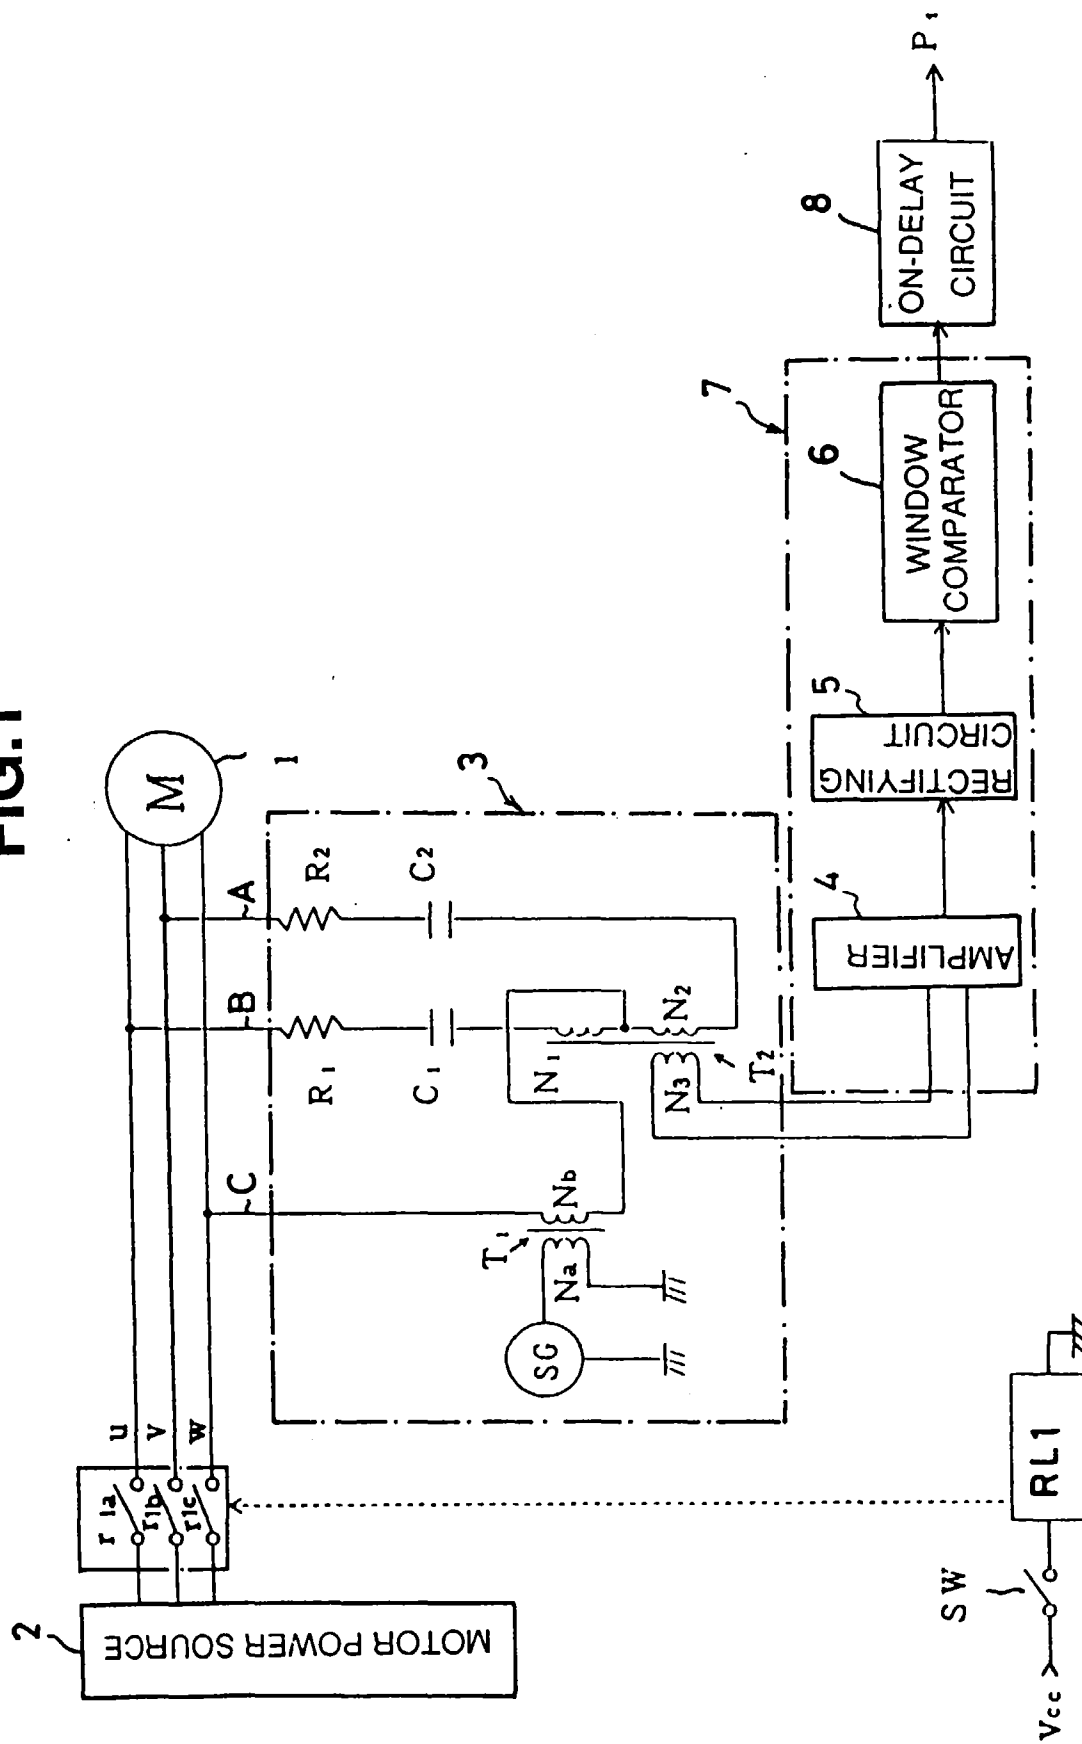 FIG.1
2
MOTOR POWER SOURCE
r1a
r1b
r1c
u
v
w
M
1
A
B
C
3
R2
C2
R1
C1
N1
N2
N3
T2
T1
Na
Nb
SG
7
4
AMPLIFIER
5
RECTIFYING
CIRCUIT
6
WINDOW
COMPARATOR
8
ON-DELAY
CIRCUIT
P1
Vcc
SW
RL1